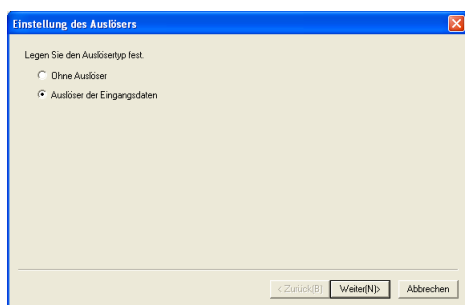 Einstellung des Auslösers
Legen Sie den Auslösertyp fest.
Ohne Auslöser
Auslöser der Eingangsdaten
< Zurück(B) Weiter(N)> Abbrechen